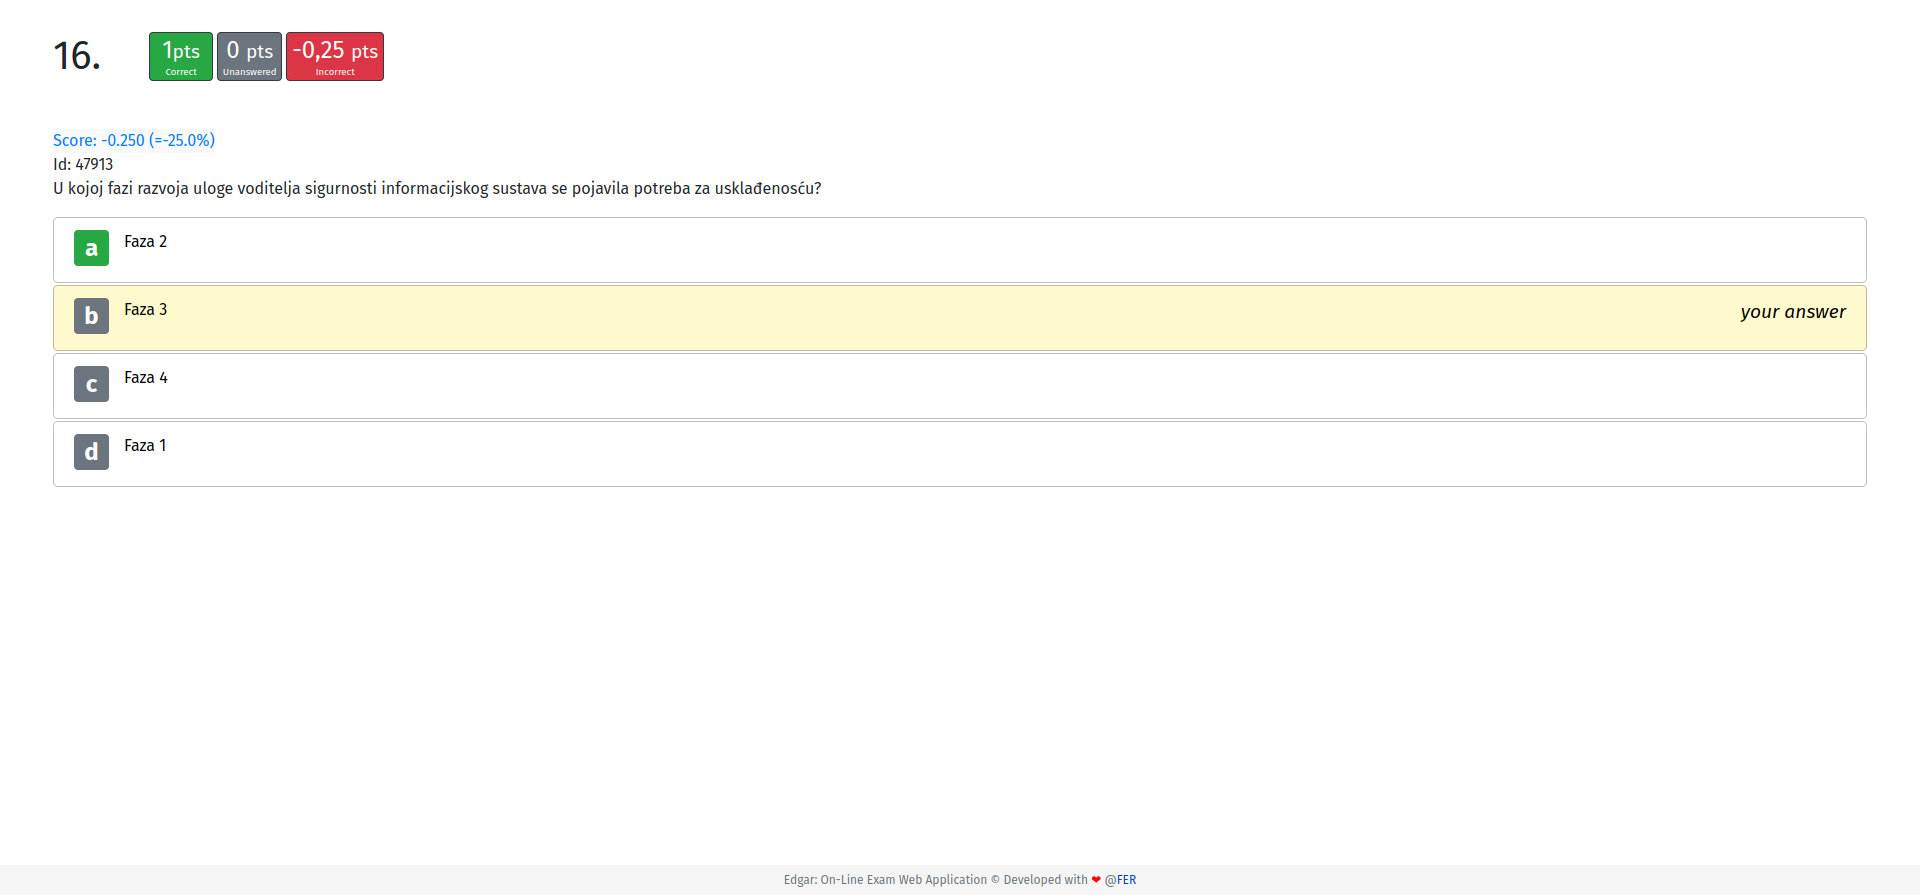 16.
1pts
Correct
0 pts
Unanswered
-0,25 pts
Incorrect
Score: -0.250 (=-25.0%)
Id: 47913
U kojoj fazi razvoja uloge voditelja sigurnosti informacijskog sustava se pojavila potreba za usklađenosću?
a Faza 2
b Faza 3 your answer
c Faza 4
d Faza 1
Edgar: On-Line Exam Web Application © Developed with ❤ @FER